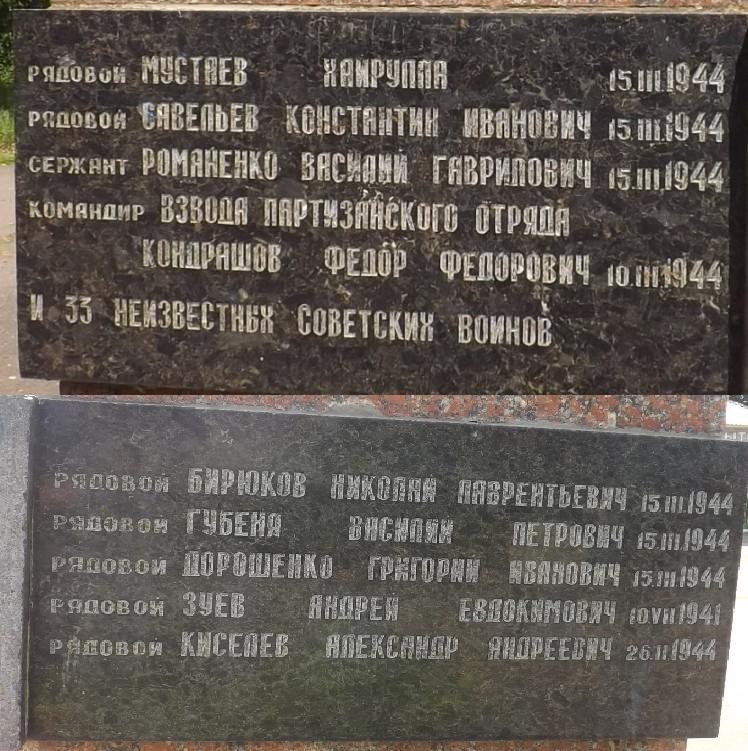 РЯДОВОЙ МУСТАЕВ ХАИРУЛЛА 15.III.1944
РЯДОВОЙ САВЕЛЬЕВ КОНСТАНТИН ИВАНОВИЧ 15.III.1944
СЕРЖАНТ РОМАНЕНКО ВАСИЛИЙ ГАВРИЛОВИЧ 15.III.1944
КОМАНДИР ВЗВОДА ПАРТИЗАНСКОГО ОТРЯДА
КОНДРАШОВ ФЕДОР ФЕДОРОВИЧ 10.III.1944
И 33 НЕИЗВЕСТНЫХ СОВЕТСКИХ ВОИНОВ
РЯДОВОЙ БИРЮКОВ НИКОЛАЙ ЛАВРЕНТЬЕВИЧ 15.III.1944
РЯДОВОЙ ГУБЕНЯ ВАСИЛИЙ ПЕТРОВИЧ 15.III.1944
РЯДОВОЙ ДОРОШЕНКО ГРИГОРИЙ ИВАНОВИЧ 15.III.1944
РЯДОВОЙ ЗУЕВ АНДРЕЙ ЕВДОКИМОВИЧ 10.VII.1941
РЯДОВОЙ КИСЕЛЕВ АЛЕКСАНДР АНДРЕЕВИЧ 26.II.1944